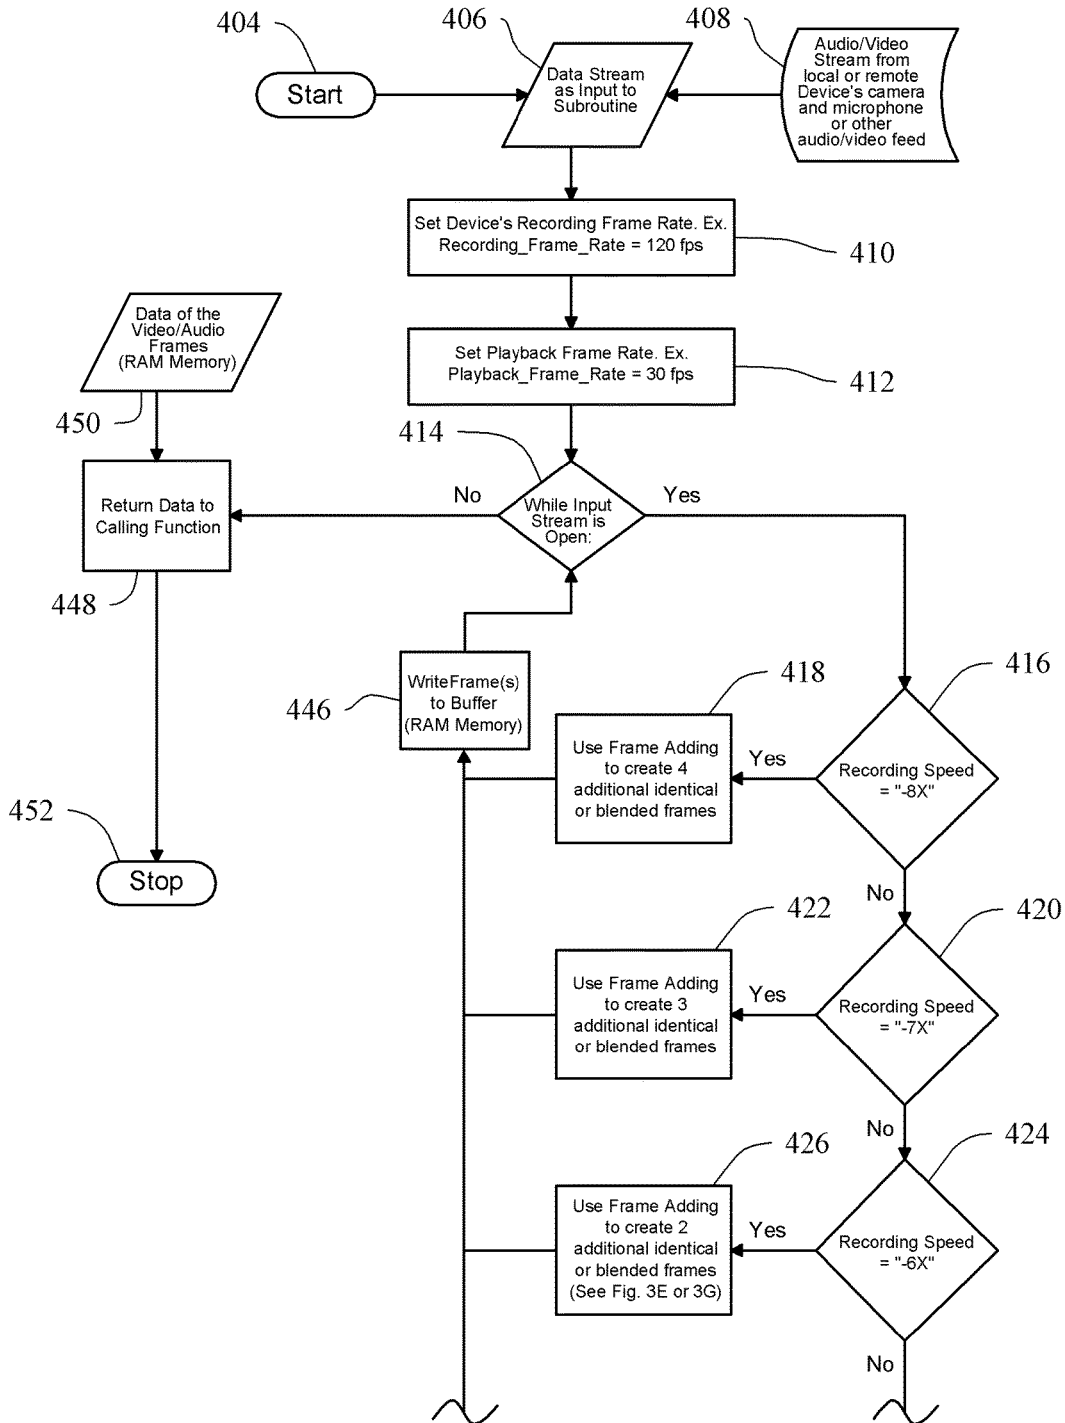 404
406
408
Start
Data Stream
as Input to
Subroutine
Audio/Video
Stream from
local or remote
Device's camera
and microphone
or other
audio/video feed
Set Device's Recording Frame Rate. Ex.
Recording_Frame_Rate = 120 fps
410
Data of the
Video/Audio
Frames
(RAM Memory)
450
Set Playback Frame Rate. Ex.
Playback_Frame_Rate = 30 fps
412
414
No
Yes
While Input
Stream is
Open:
Return Data to
Calling Function
448
446
WriteFrame(s)
to Buffer
(RAM Memory)
418
416
Use Frame Adding
to create 4
additional identical
or blended frames
Yes
Recording Speed
= "-8X"
No
452
Stop
422
420
Use Frame Adding
to create 3
additional identical
or blended frames
Yes
Recording Speed
= "-7X"
No
426
424
Use Frame Adding
to create 2
additional identical
or blended frames
(See Fig. 3E or 3G)
Yes
Recording Speed
= "-6X"
No